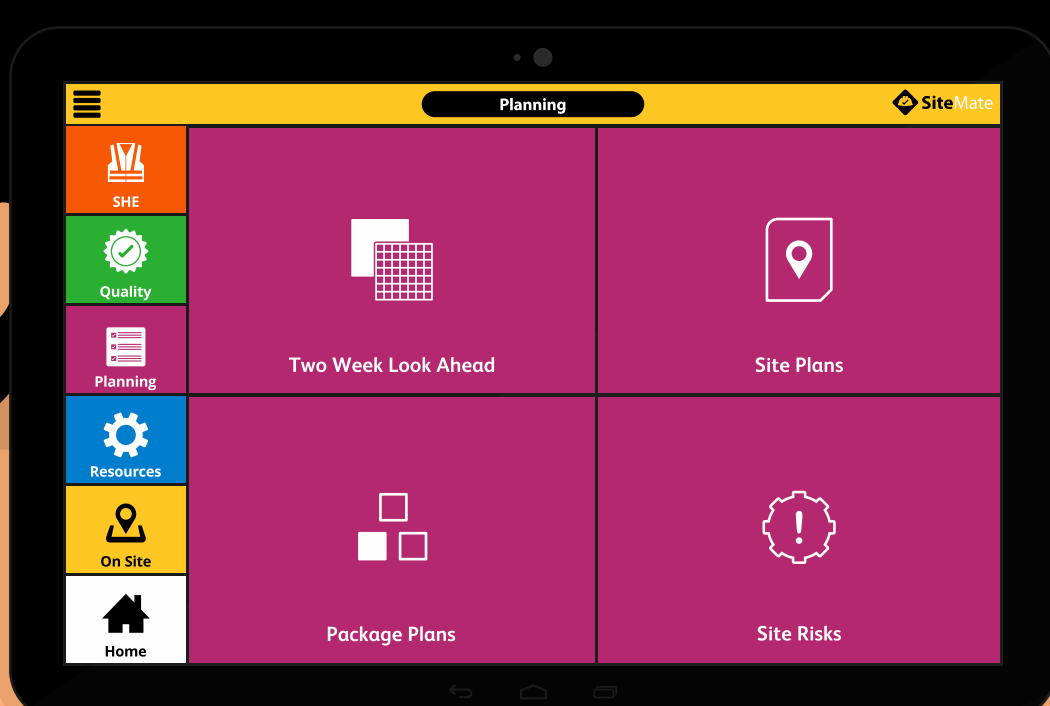 Planning
SiteMate
SHE
Quality
Planning
Resources
On Site
Home
Two Week Look Ahead
Site Plans
Package Plans
Site Risks